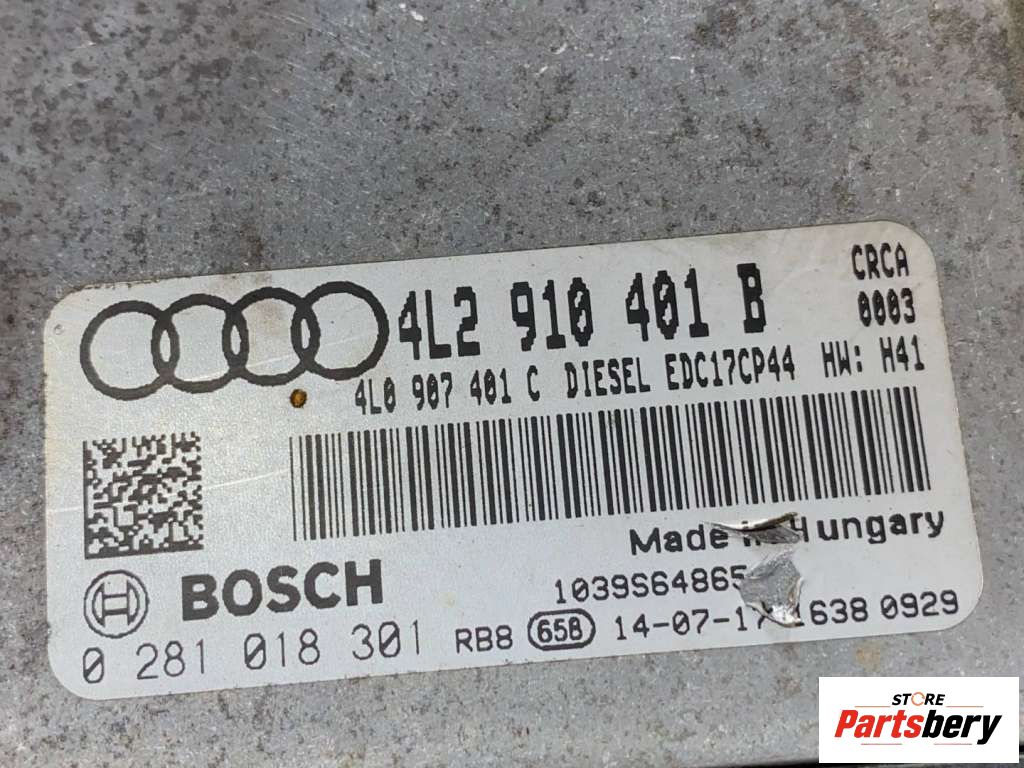 4L2 910 401 B
CRCA
0003
4L0 907 401 C DIESEL EDC17CP44 HW: H41
Made in Hungary
BOSCH
1039S64865
0 281 018 301 RB8 658 14-07-17 1638 0929
STORE
Partsbery